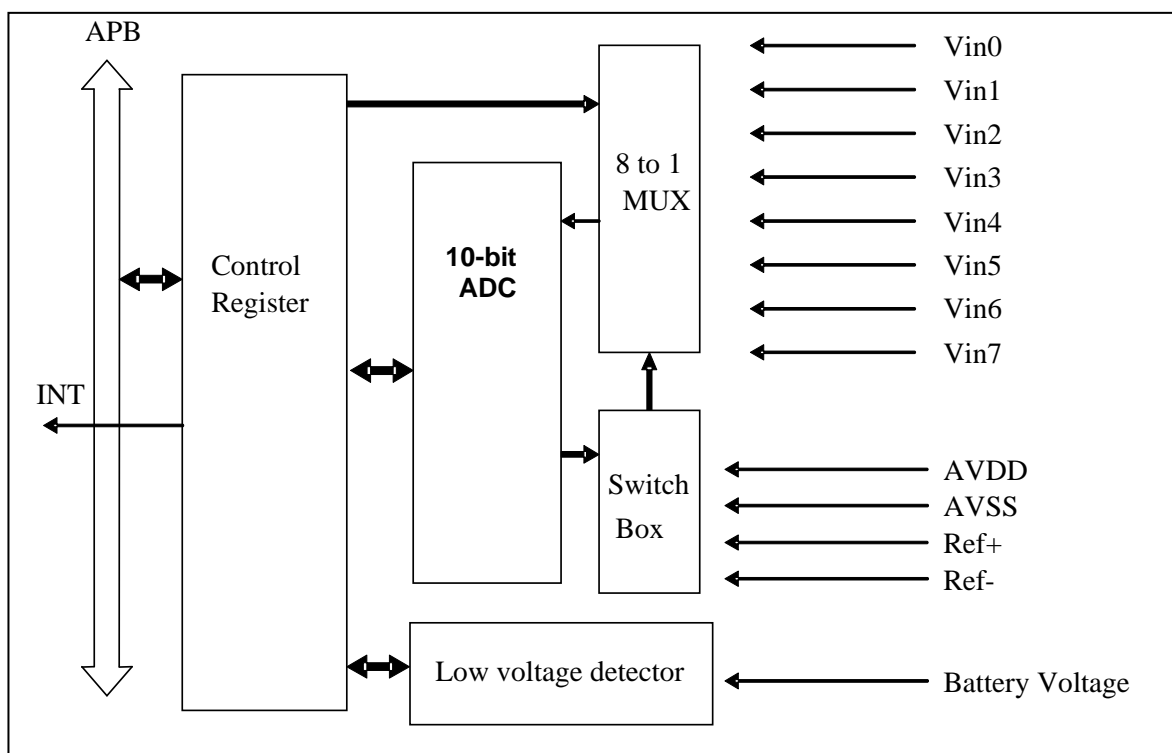 APB
Vin0
Vin1
Vin2
8 to 1
MUX
Vin3
Vin4
Control
Register
10-bit
ADC
Vin5
Vin6
Vin7
INT
Switch
Box
AVDD
AVSS
Ref+
Ref-
Low voltage detector
Battery Voltage